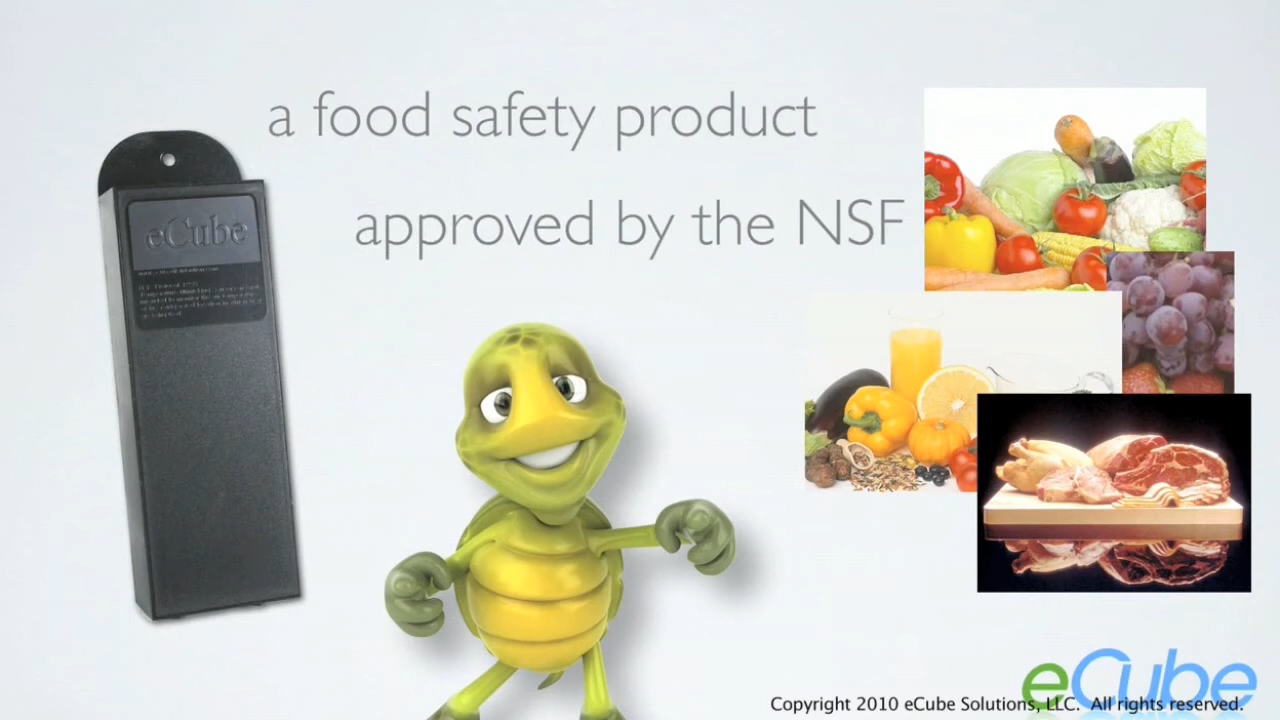 a food safety product
approved by the NSF
eCube
eCube
Copyright 2010 eCube Solutions, LLC. All rights reserved.